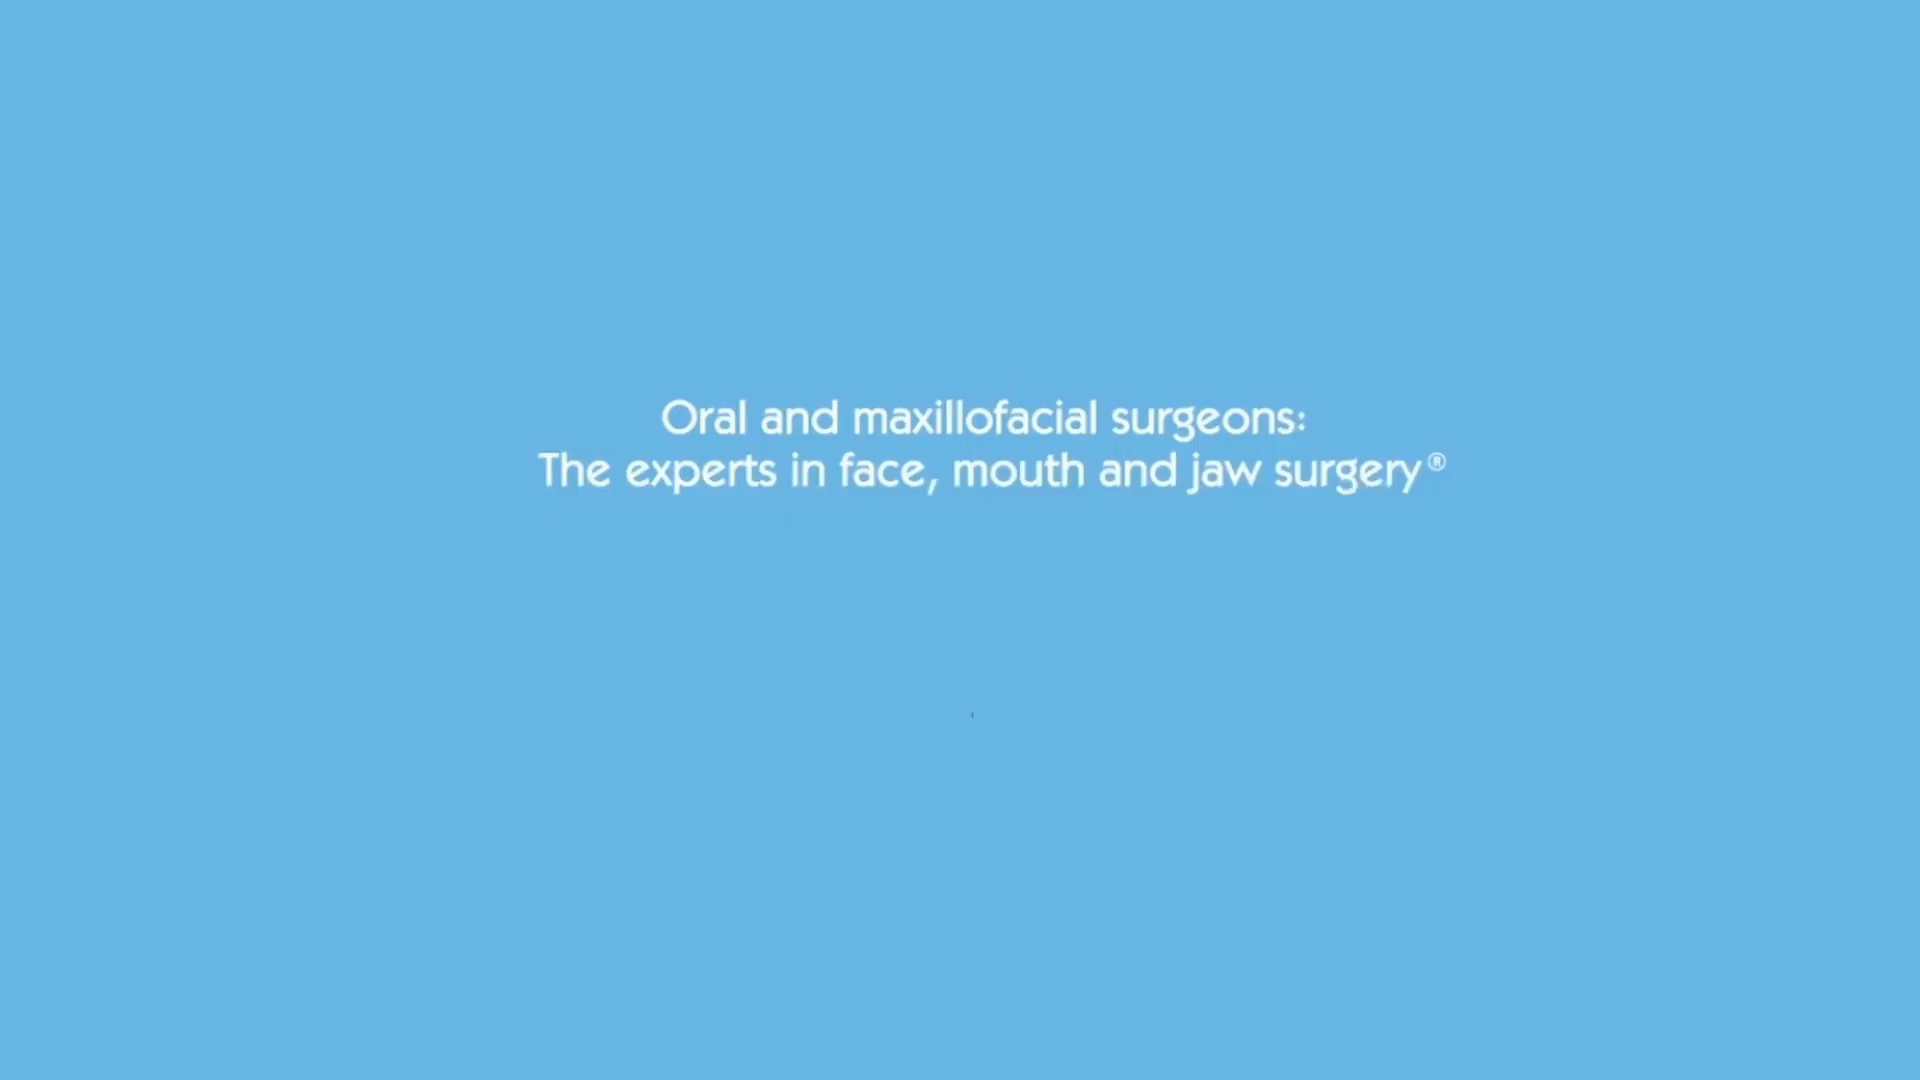 Oral and maxillofacial surgeons:
The experts in face, mouth and jaw surgery®